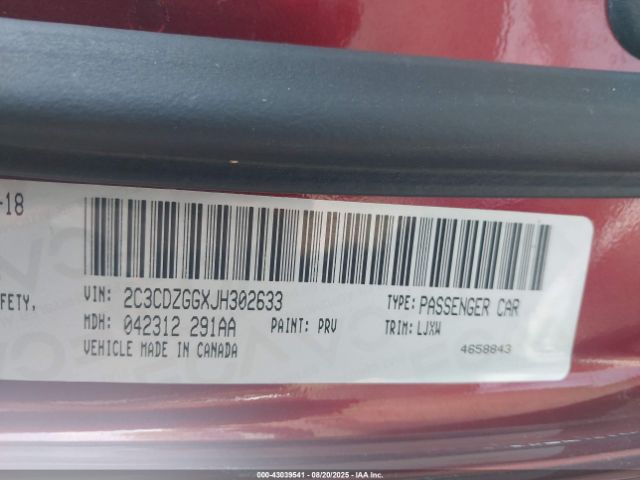 -18
FETY,
VIN: 2C3CDZGGXJH302633
TYPE: PASSENGER CAR
MDH: 042312 291AA
PAINT: PRV
TRIM: LJXW
VEHICLE MADE IN CANADA
4658843
000-43039541 - 08/20/2025 - IAA Inc.